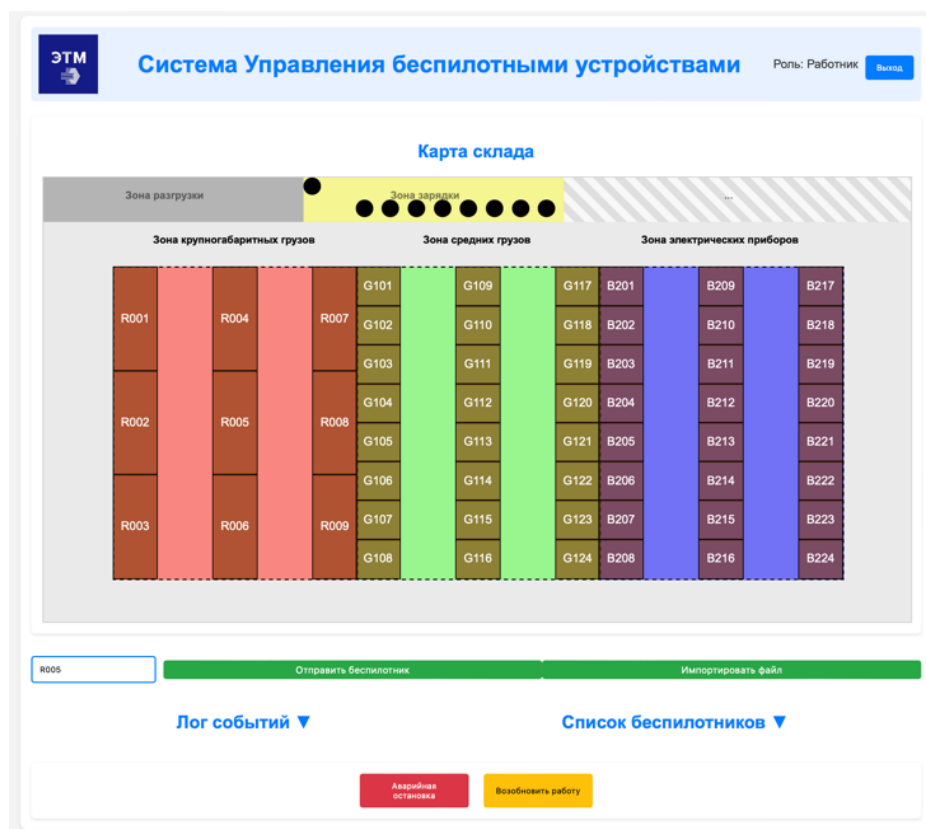 ЭТМ
Система Управления беспилотными устройствами
Роль: Работник
Выход
Карта склада
Зона разгрузки
Зона зарядки
...
Зона крупногабаритных грузов
Зона средних грузов
Зона электрических приборов
G101 G109 G117 B201 B209 B217
R001 R004 R007
G102 G110 G118 B202 B210 B218
G103 G111 G119 B203 B211 B219
G104 G112 G120 B204 B212 B220
R002 R005 R008
G105 G113 G121 B205 B213 B221
G106 G114 G122 B206 B214 B222
R003 R006 R009
G107 G115 G123 B207 B215 B223
G108 G116 G124 B208 B216 B224
R005
Отправить беспилотник
Импортировать файл
Лог событий ▼
Список беспилотников ▼
Аварийная
остановка
Возобновить работу